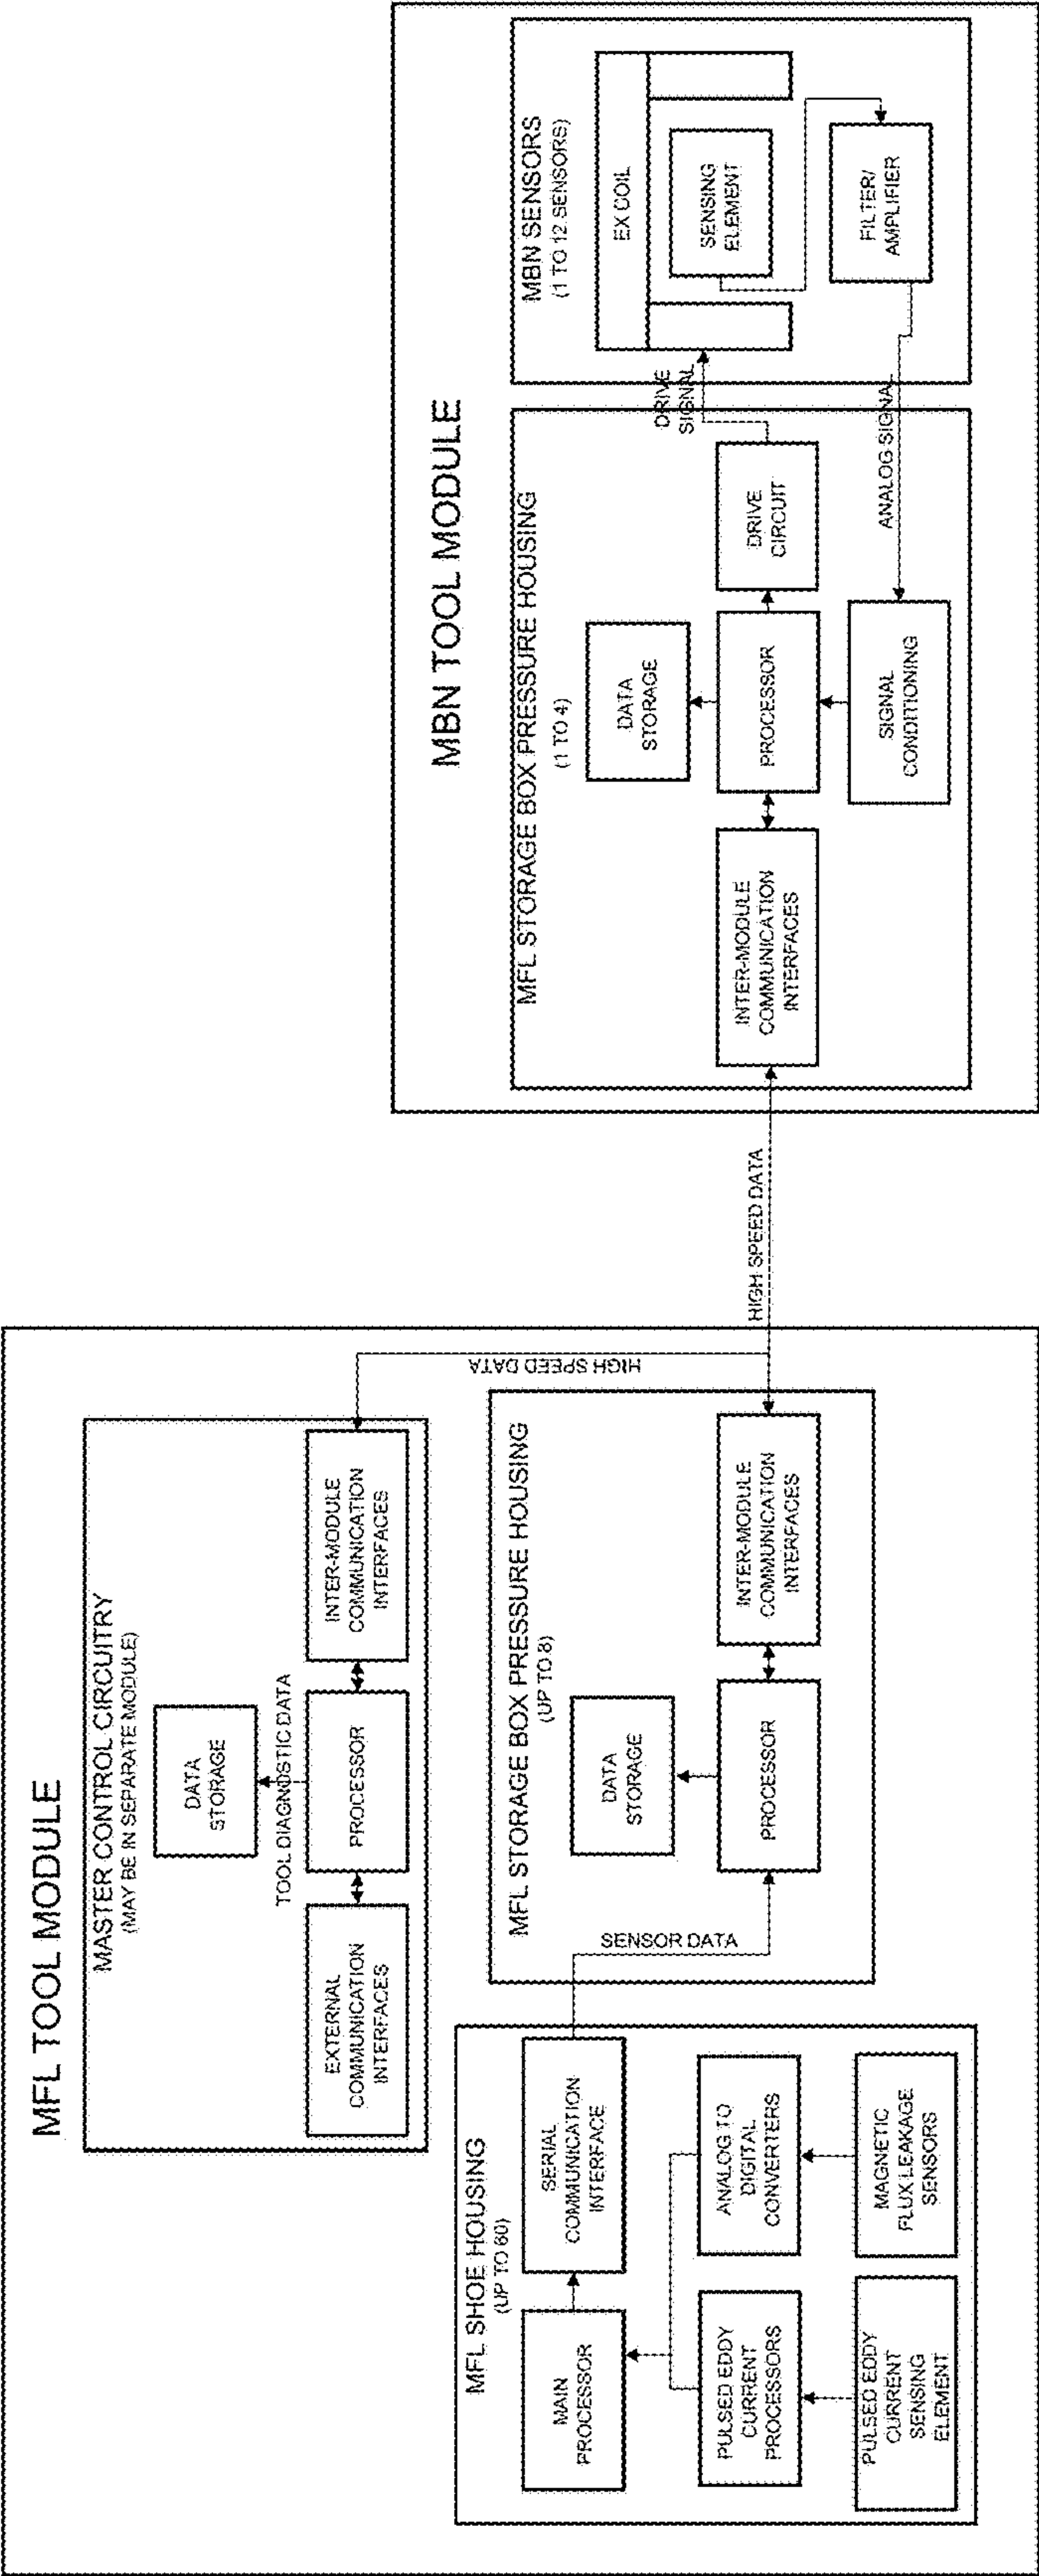 MFL TOOL MODULE
MASTER CONTROL CIRCUITRY
(MAY BE IN SEPARATE MODULE)
DATA
STORAGE
TOOL DIAGNOSTIC DATA
EXTERNAL
COMMUNICATION
INTERFACES
PROCESSOR
INTER-MODULE
COMMUNICATION
INTERFACES
HIGH SPEED DATA
MFL SHOE HOUSING
(UP TO 60)
MAIN
PROCESSOR
SERIAL
COMMUNICATION
INTERFACE
PULSED EDDY
CURRENT
PROCESSORS
ANALOG TO
DIGITAL
CONVERTERS
PULSED EDDY
CURRENT
SENSING
ELEMENT
MAGNETIC
FLUX LEAKAGE
SENSORS
MFL STORAGE BOX PRESSURE HOUSING
(UP TO 8)
DATA
STORAGE
SENSOR DATA
PROCESSOR
INTER-MODULE
COMMUNICATION
INTERFACES
HIGH SPEED DATA
MBN TOOL MODULE
MFL STORAGE BOX PRESSURE HOUSING
(1 TO 4)
DATA
STORAGE
INTER-MODULE
COMMUNICATION
INTERFACES
PROCESSOR
DRIVE
CIRCUIT
SIGNAL
CONDITIONING
DRIVE
SIGNAL
ANALOG SIGNAL
MBN SENSORS
(1 TO 12 SENSORS)
EX COIL
SENSING
ELEMENT
FILTER/
AMPLIFIER